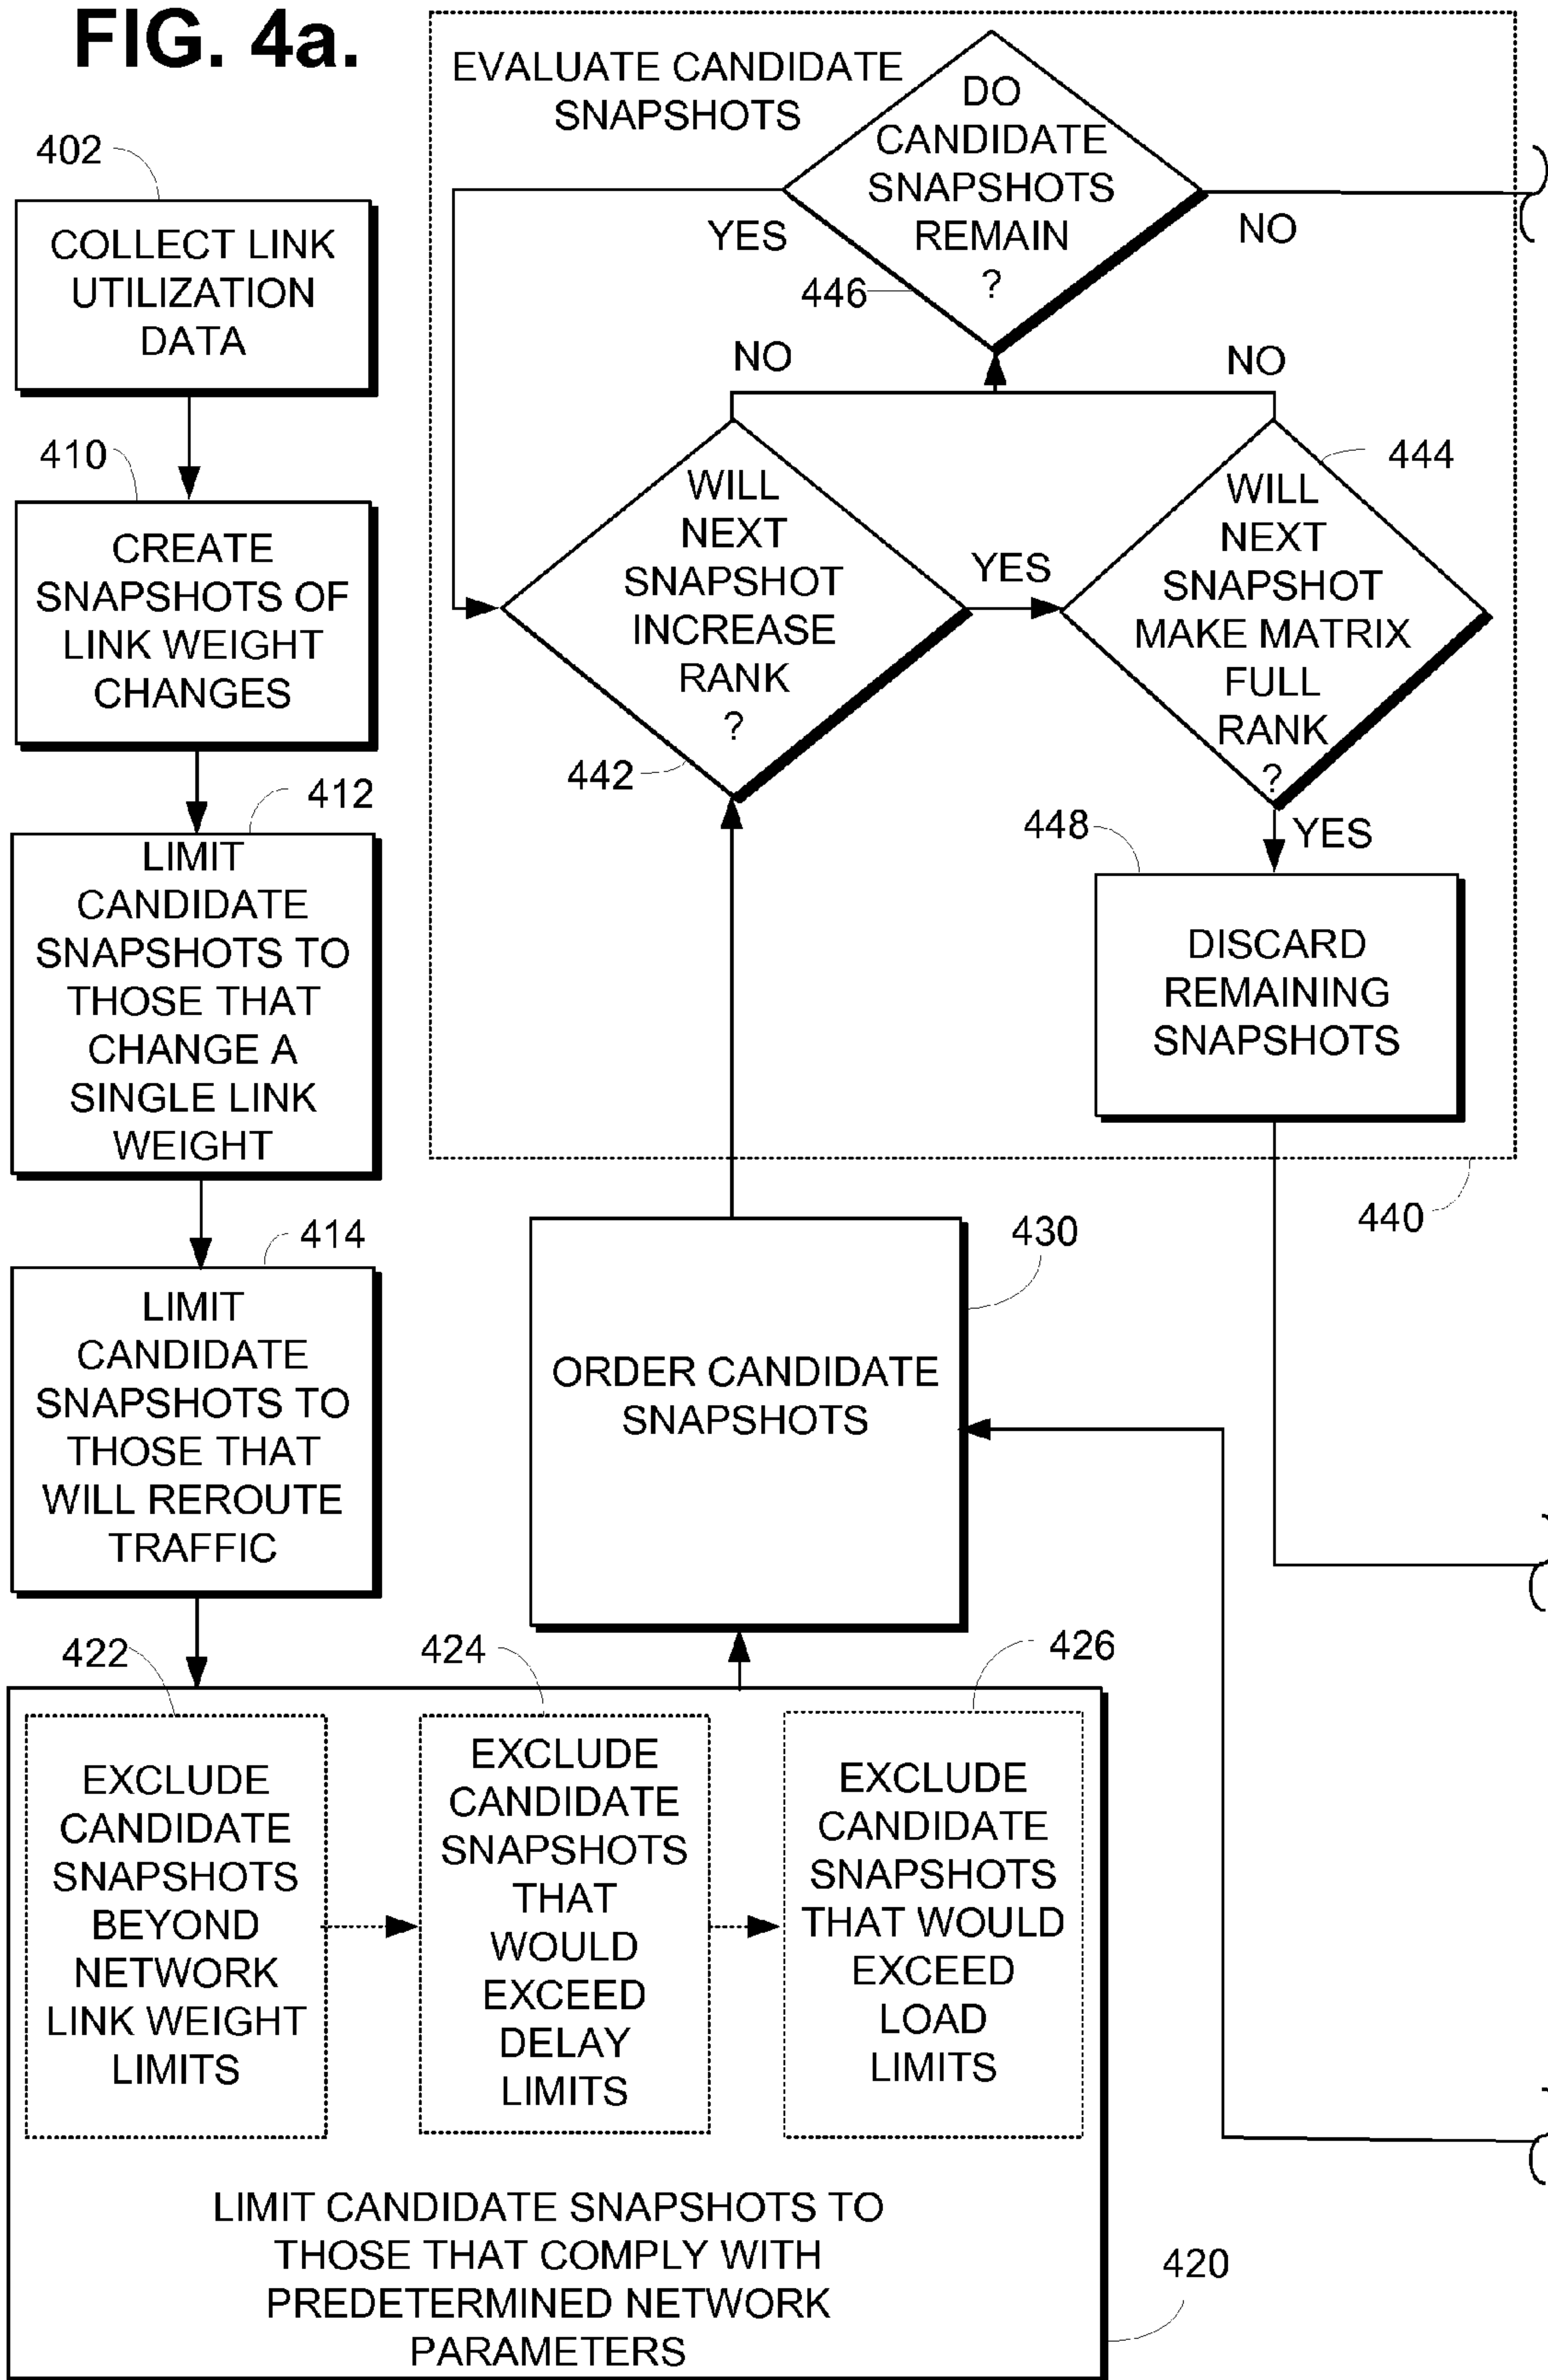 FIG. 4a.
402
COLLECT LINK
UTILIZATION
DATA
410
CREATE
SNAPSHOTS OF
LINK WEIGHT
CHANGES
412
LIMIT
CANDIDATE
SNAPSHOTS TO
THOSE THAT
CHANGE A
SINGLE LINK
WEIGHT
414
LIMIT
CANDIDATE
SNAPSHOTS TO
THOSE THAT
WILL REROUTE
TRAFFIC
422
EXCLUDE
CANDIDATE
SNAPSHOTS
BEYOND
NETWORK
LINK WEIGHT
LIMITS
424
EXCLUDE
CANDIDATE
SNAPSHOTS
THAT
WOULD
EXCEED
DELAY
LIMITS
426
EXCLUDE
CANDIDATE
SNAPSHOTS
THAT WOULD
EXCEED
LOAD
LIMITS
LIMIT CANDIDATE SNAPSHOTS TO
THOSE THAT COMPLY WITH
PREDETERMINED NETWORK
PARAMETERS
420
430
ORDER CANDIDATE
SNAPSHOTS
EVALUATE CANDIDATE
SNAPSHOTS
440
WILL
NEXT
SNAPSHOT
INCREASE
RANK
?
442
NO
YES
WILL
NEXT
SNAPSHOT
MAKE MATRIX
FULL
RANK
?
444
NO
YES
DO
CANDIDATE
SNAPSHOTS
REMAIN
?
446
YES
NO
448
DISCARD
REMAINING
SNAPSHOTS